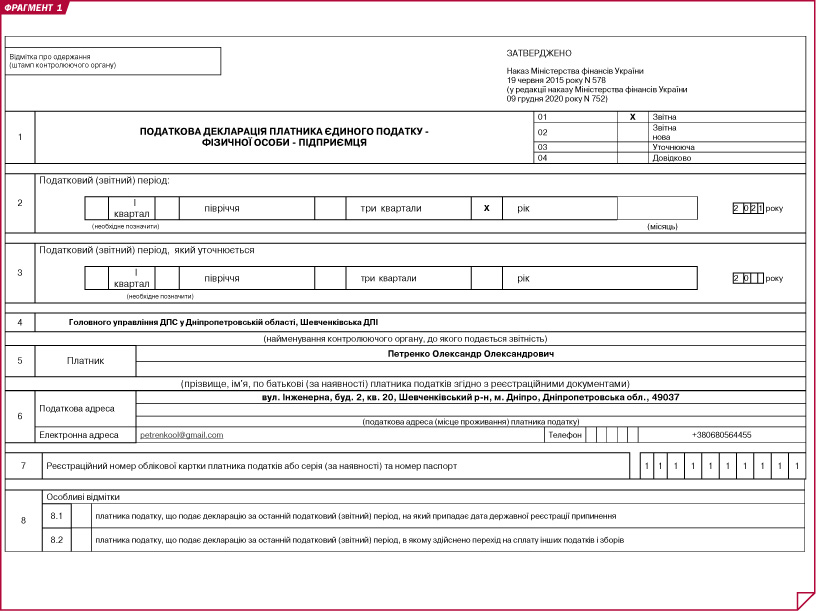 ФРАГМЕНТ 1
Відмітка про одержання
(штамп контролюючого органу)
ЗАТВЕРДЖЕНО
Наказ Міністерства фінансів України
19 червня 2015 року N 578
(у редакції наказу Міністерства фінансів України
09 грудня 2020 року N 752)
1
ПОДАТКОВА ДЕКЛАРАЦІЯ ПЛАТНИКА ЄДИНОГО ПОДАТКУ -
ФІЗИЧНОЇ ОСОБИ - ПІДПРИЄМЦЯ
01 X Звітна
02 Звітна
нова
03 Уточнююча
04 Довідково
2
Податковий (звітний) період:
I
квартал
півріччя
три квартали
X
рік
2 0 2 1 року
(необхідне позначити)
(місяць)
3
Податковий (звітний) період, який уточнюється
I
квартал
півріччя
три квартали
рік
2 0 року
(необхідне позначити)
4 Головного управління ДПС у Дніпропетровській області, Шевченківська ДПІ
(найменування контролюючого органу, до якого подається звітність)
5 Платник
Петренко Олександр Олександрович
(прізвище, ім'я, по батькові (за наявності) платника податків згідно з реєстраційними документами)
6
Податкова адреса
вул. Інженерна, буд. 2, кв. 20, Шевченківський р-н, м. Дніпро, Дніпропетровська обл., 49037
(податкова адреса (місце проживання) платника податку)
Електронна адреса petrenkool@gmail.com Телефон +380680564455
7 Реєстраційний номер облікової картки платника податків або серія (за наявності) та номер паспорт 1 1 1 1 1 1 1 1 1 1
8
Особливі відмітки
8.1 платника податку, що подає декларацію за останній податковий (звітний) період, на який припадає дата державної реєстрації припинення
8.2 платника податку, що подає декларацію за останній податковий (звітний) період, в якому здійснено перехід на сплату інших податків і зборів